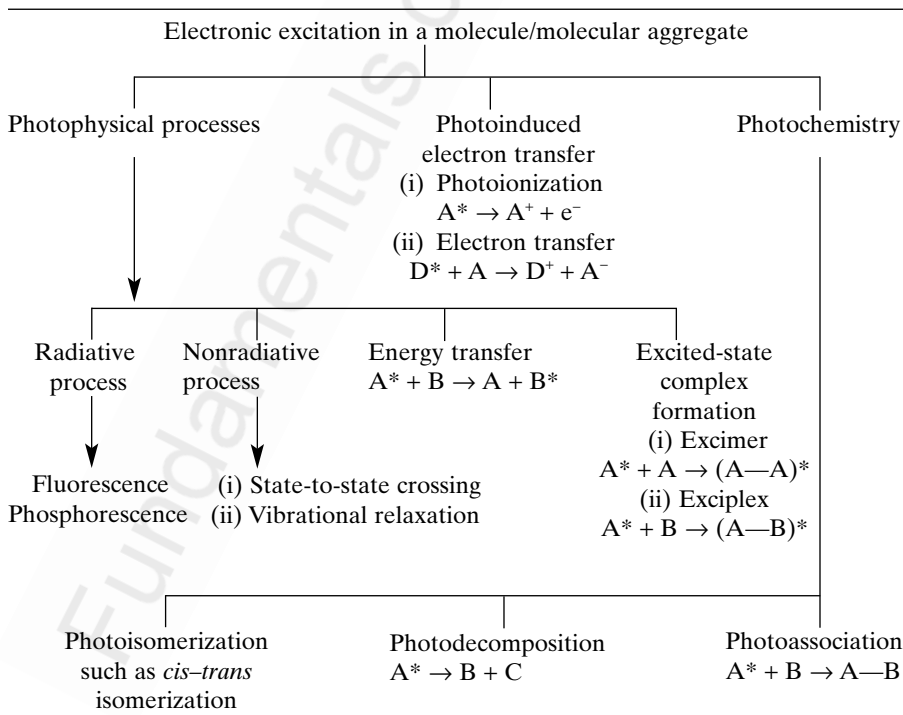 Electronic excitation in a molecule/molecular aggregate
Photophysical processes
Photoinduced
electron transfer
(i) Photoionization
A* → A⁺ + e⁻
(ii) Electron transfer
D* + A → D⁺ + A⁻
Photochemistry
Radiative
process
Nonradiative
process
Energy transfer
A* + B → A + B*
Excited-state
complex
formation
(i) Excimer
A* + A → (A—A)*
(ii) Exciplex
A* + B → (A—B)*
Fluorescence
Phosphorescence
(i) State-to-state crossing
(ii) Vibrational relaxation
Photoisomerization
such as cis–trans
isomerization
Photodecomposition
A* → B + C
Photoassociation
A* + B → A—B
Fundamentals